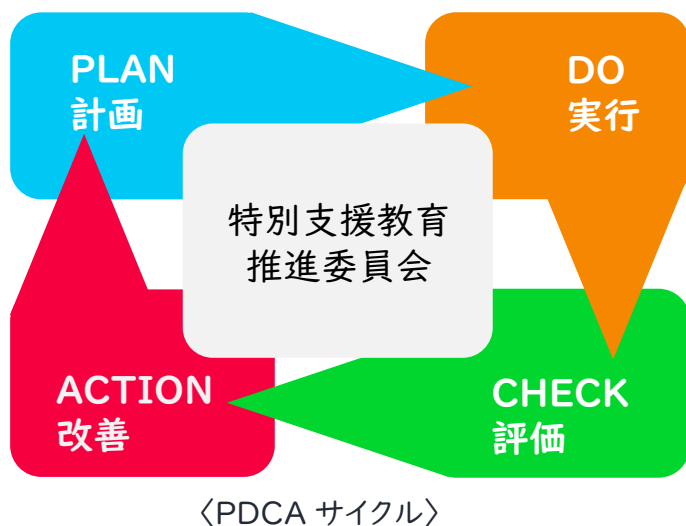 PLAN
計画
DO
実行
特別支援教育
推進委員会
ACTION
改善
CHECK
評価
〈PDCA サイクル〉